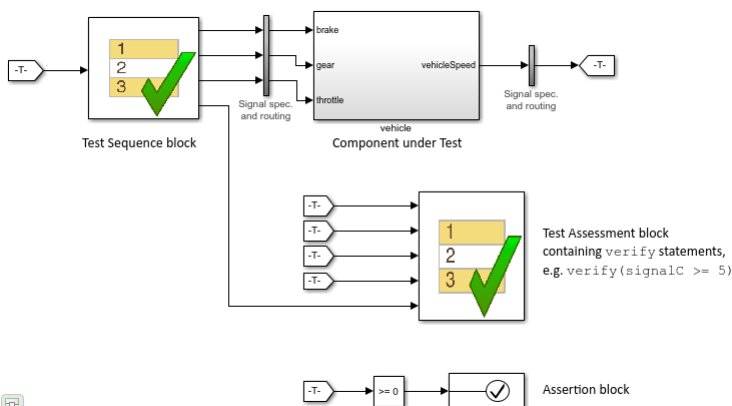 -T-
1
2
3
Test Sequence block
Signal spec.
and routing
brake
gear
throttle
vehicleSpeed
vehicle
Component under Test
Signal spec.
and routing
-T-
-T-
-T-
-T-
-T-
1
2
3
Test Assessment block
containing verify statements,
e.g. verify(signalC >= 5)
-T-
>= 0
Assertion block